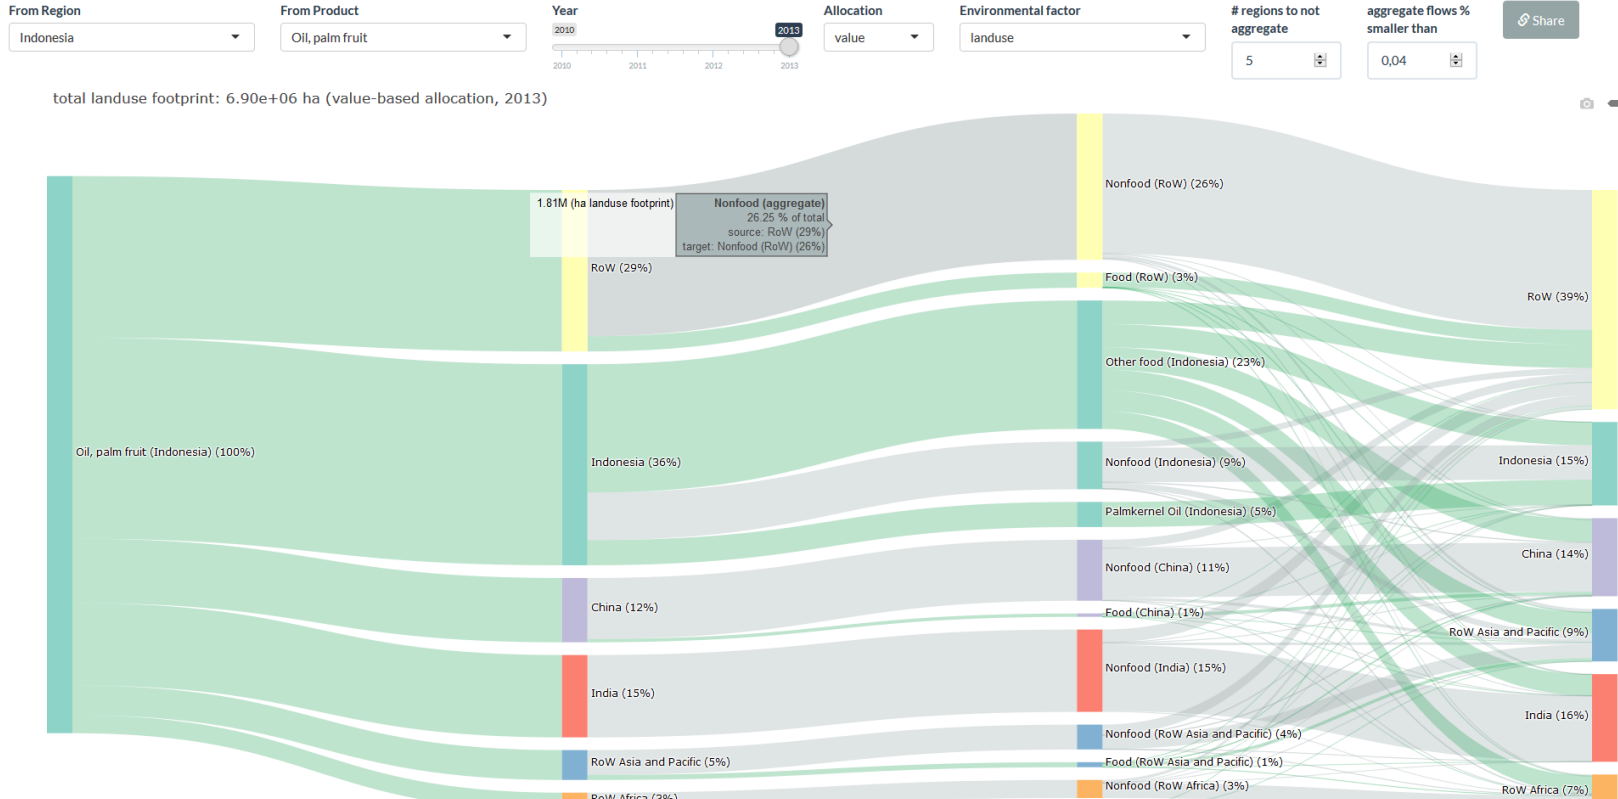 From Region
From Product
Year
Allocation
Environmental factor
# regions to not aggregate
aggregate flows % smaller than
Share
Indonesia
Oil, palm fruit
2010
2013
value
landuse
5
0,04
2010
2011
2012
2013
total landuse footprint: 6.90e+06 ha (value-based allocation, 2013)
Oil, palm fruit (Indonesia) (100%)
1.81M (ha landuse footprint)
Nonfood (aggregate)
26.25 % of total
source: RoW (29%)
target: Nonfood (RoW) (26%)
RoW (29%)
Indonesia (36%)
China (12%)
India (15%)
RoW Asia and Pacific (5%)
RoW Africa (3%)
Nonfood (RoW) (26%)
Food (RoW) (3%)
Other food (Indonesia) (23%)
Nonfood (Indonesia) (9%)
Palmkernel Oil (Indonesia) (5%)
Nonfood (China) (11%)
Food (China) (1%)
Nonfood (India) (15%)
Nonfood (RoW Asia and Pacific) (4%)
Food (RoW Asia and Pacific) (1%)
Nonfood (RoW Africa) (3%)
RoW (39%)
Indonesia (15%)
China (14%)
RoW Asia and Pacific (9%)
India (16%)
RoW Africa (7%)